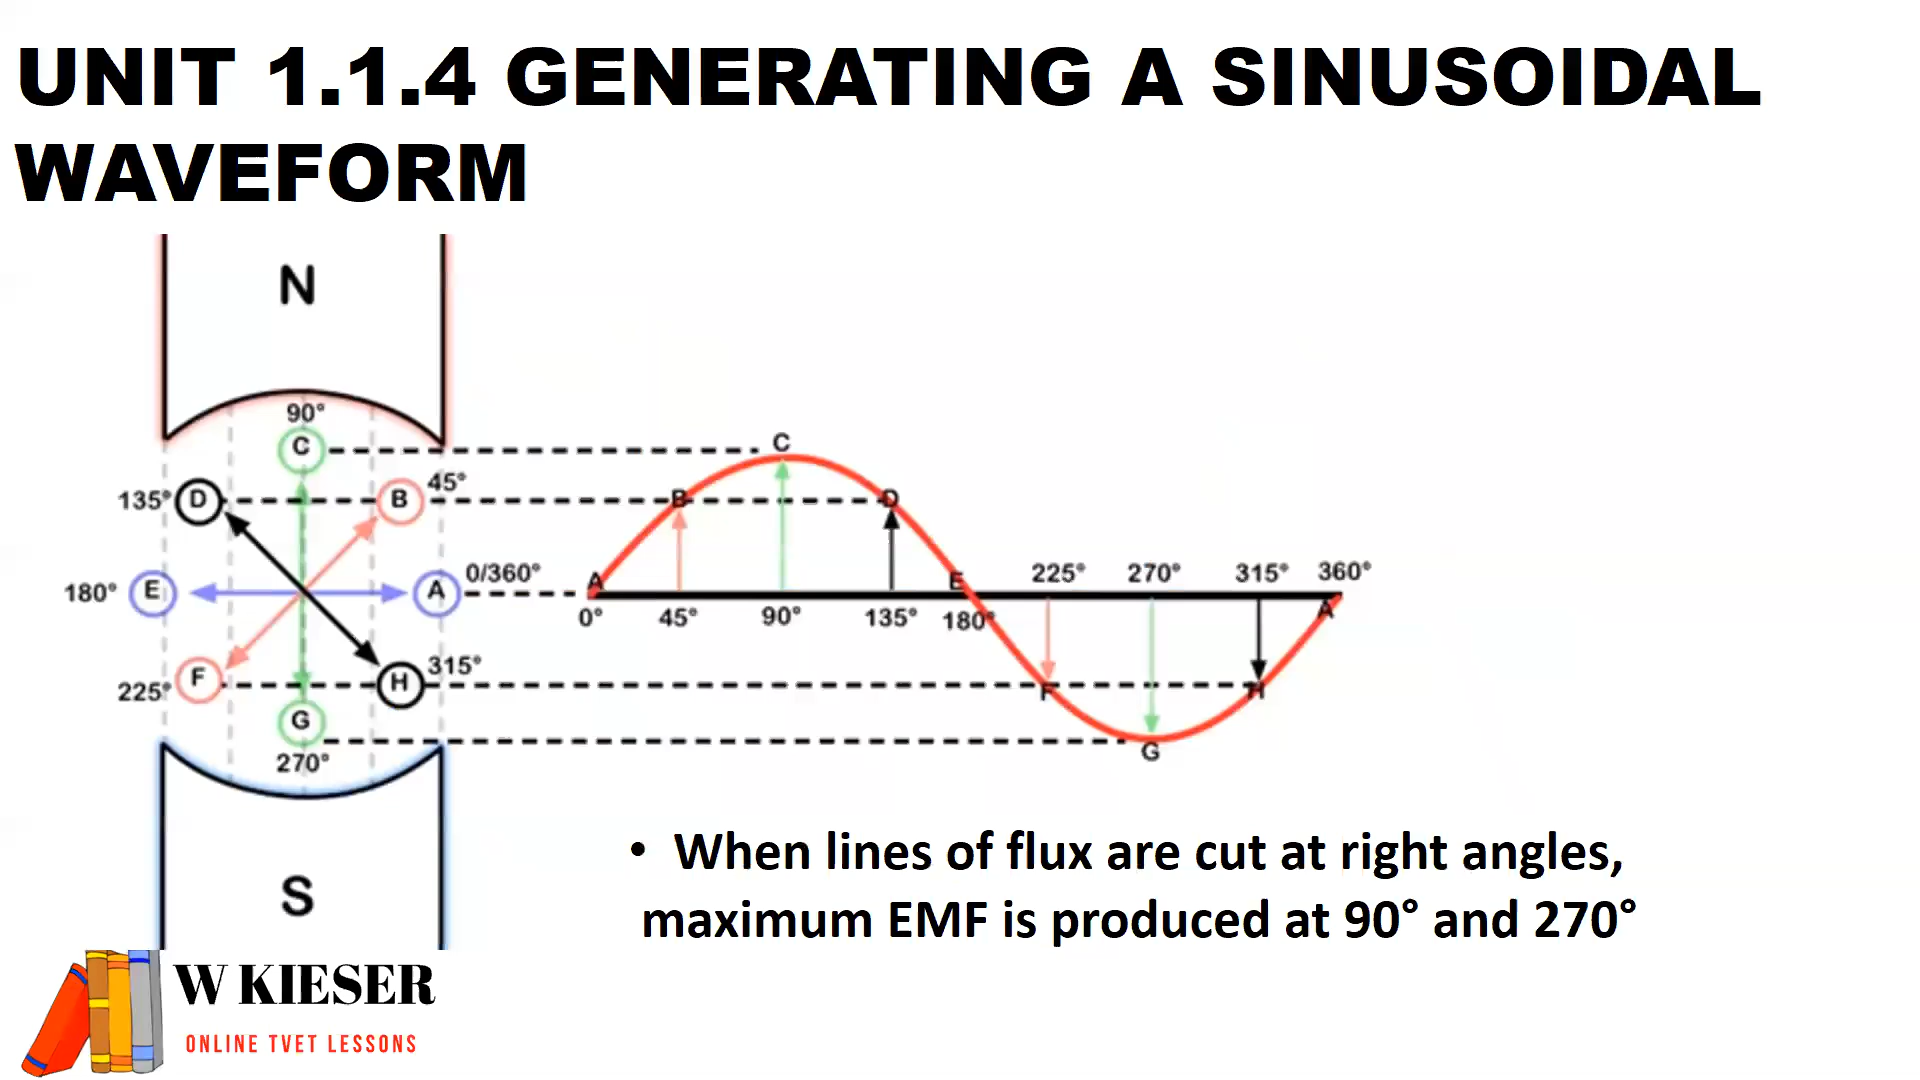 UNIT 1.1.4 GENERATING A SINUSOIDAL
WAVEFORM
N
90°
C
C
45°
135°
D
B
B
D
0/360°
225°
270°
315°
360°
180°
E
A
A
E
A
0°
45°
90°
135°
180°
315°
225°
F
H
F
H
G
G
270°
• When lines of flux are cut at right angles,
maximum EMF is produced at 90° and 270°
S
W KIESER
ONLINE TVET LESSONS